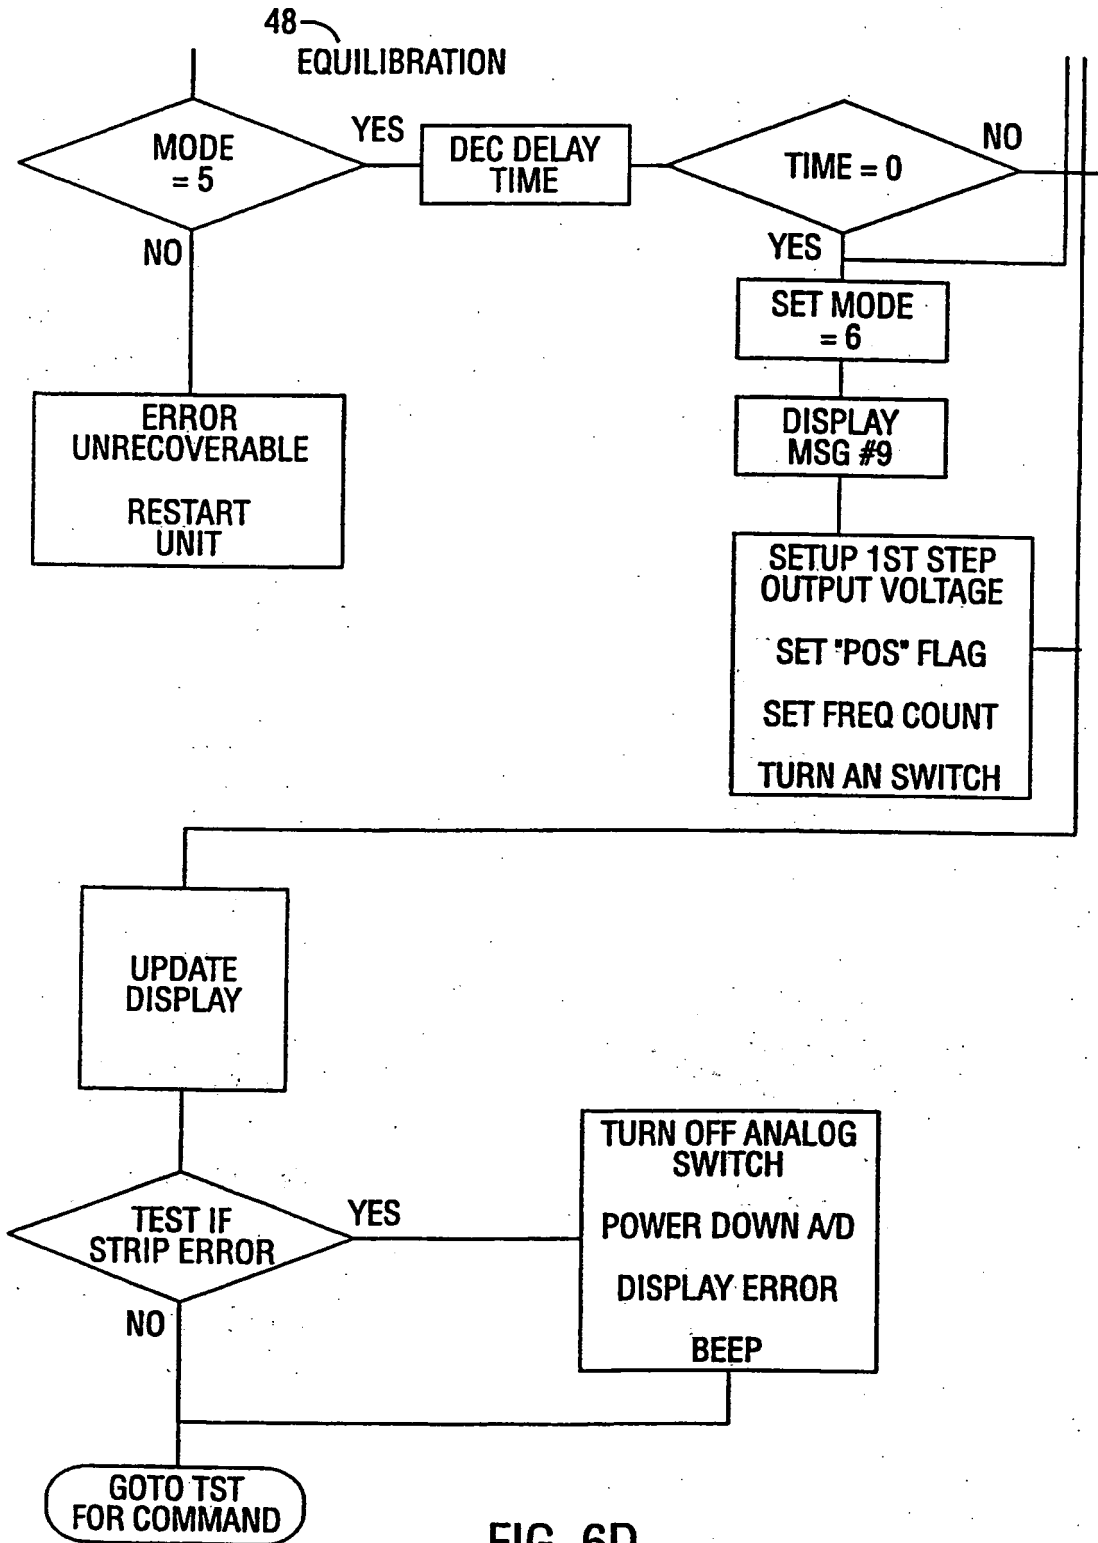 48
EQUILIBRATION
MODE
= 5
YES
DEC DELAY
TIME
TIME = 0
NO
NO
YES
SET MODE
= 6
DISPLAY
MSG #9
ERROR
UNRECOVERABLE
RESTART
UNIT
SETUP 1ST STEP
OUTPUT VOLTAGE
SET "POS" FLAG
SET FREQ COUNT
TURN AN SWITCH
UPDATE
DISPLAY
TEST IF
STRIP ERROR
YES
NO
TURN OFF ANALOG
SWITCH
POWER DOWN A/D
DISPLAY ERROR
BEEP
GOTO TST
FOR COMMAND
FIG. 6D